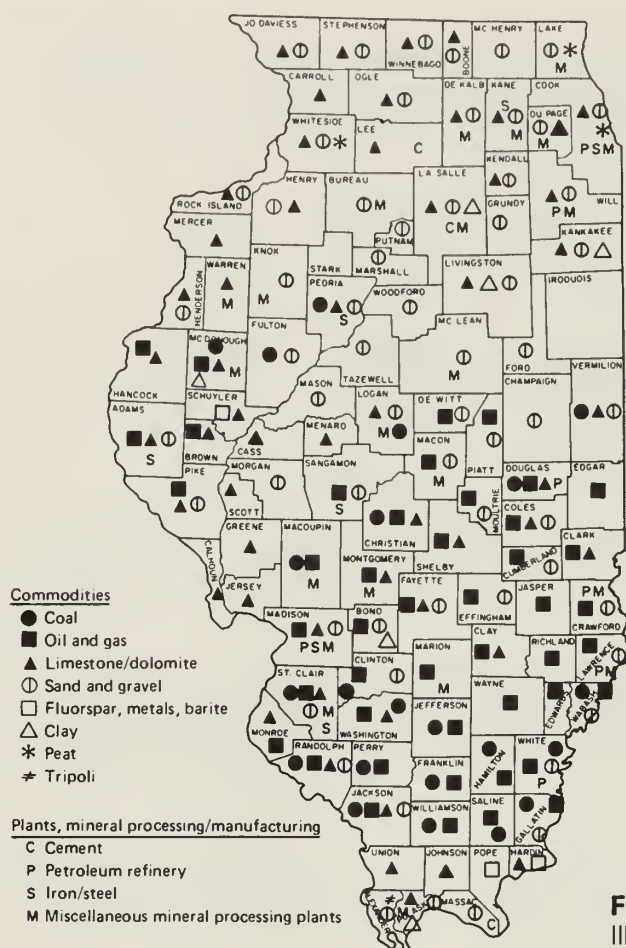 JO DAVIESS
STEPHENSON
WINNEBAGO
BOONE
MC HENRY
LAKE
M
CARROLL
OGLE
DE KALB
M
KANE
S
M
COOK
DU PAGE
M
PSM
WHITESIDE
LEE
C
KENDALL
LA SALLE
CM
HENRY
BUREAU
M
GRUNDY
WILL
PM
ROCK ISLAND
PUTNAM
KANKAKEE
MERCER
KNOX
M
STARK
MARSHALL
LIVINGSTON
WARREN
M
PEORIA
S
IROQUOIS
HENDERSON
WOODFORD
FULTON
MC LEAN
M
MC DONOUGH
M
TAZEWELL
FORD
VERMILION
HANCOCK
SCHUYLER
MASON
LOGAN
M
DE WITT
CHAMPAIGN
ADAMS
S
MENARD
BROWN
CASS
MACON
M
PIATT
DOUGLAS
P
EDGAR
PIKE
MORGAN
SANGAMON
S
MOULTRIE
COLES
SCOTT
CHRISTIAN
GREENE
MACOUPIN
M
SHELBY
CUMBERLAND
CLARK
CALHOUN
MONTGOMERY
M
JERSEY
FAYETTE
EFFINGHAM
JASPER
PM
CRAWFORD
MADISON
PSM
BOND
CLAY
RICHLAND
LAWRENCE
PM
MARION
M
CLINTON
ST. CLAIR
M
S
WAYNE
EDWARDS
WABASH
MONROE
WASHINGTON
JEFFERSON
RANDOLPH
PERRY
HAMILTON
WHITE
P
FRANKLIN
JACKSON
WILLIAMSON
SALINE
GALLATIN
UNION
JOHNSON
POPE
HARDIN
ALEXANDER
M
PULASKI
MASSAC
C
Commodities
Coal
Oil and gas
Limestone/dolomite
Sand and gravel
Fluorspar, metals, barite
Clay
Peat
Tripoli
Plants, mineral processing/manufacturing
C Cement
P Petroleum refinery
S Iron/steel
M Miscellaneous mineral processing plants